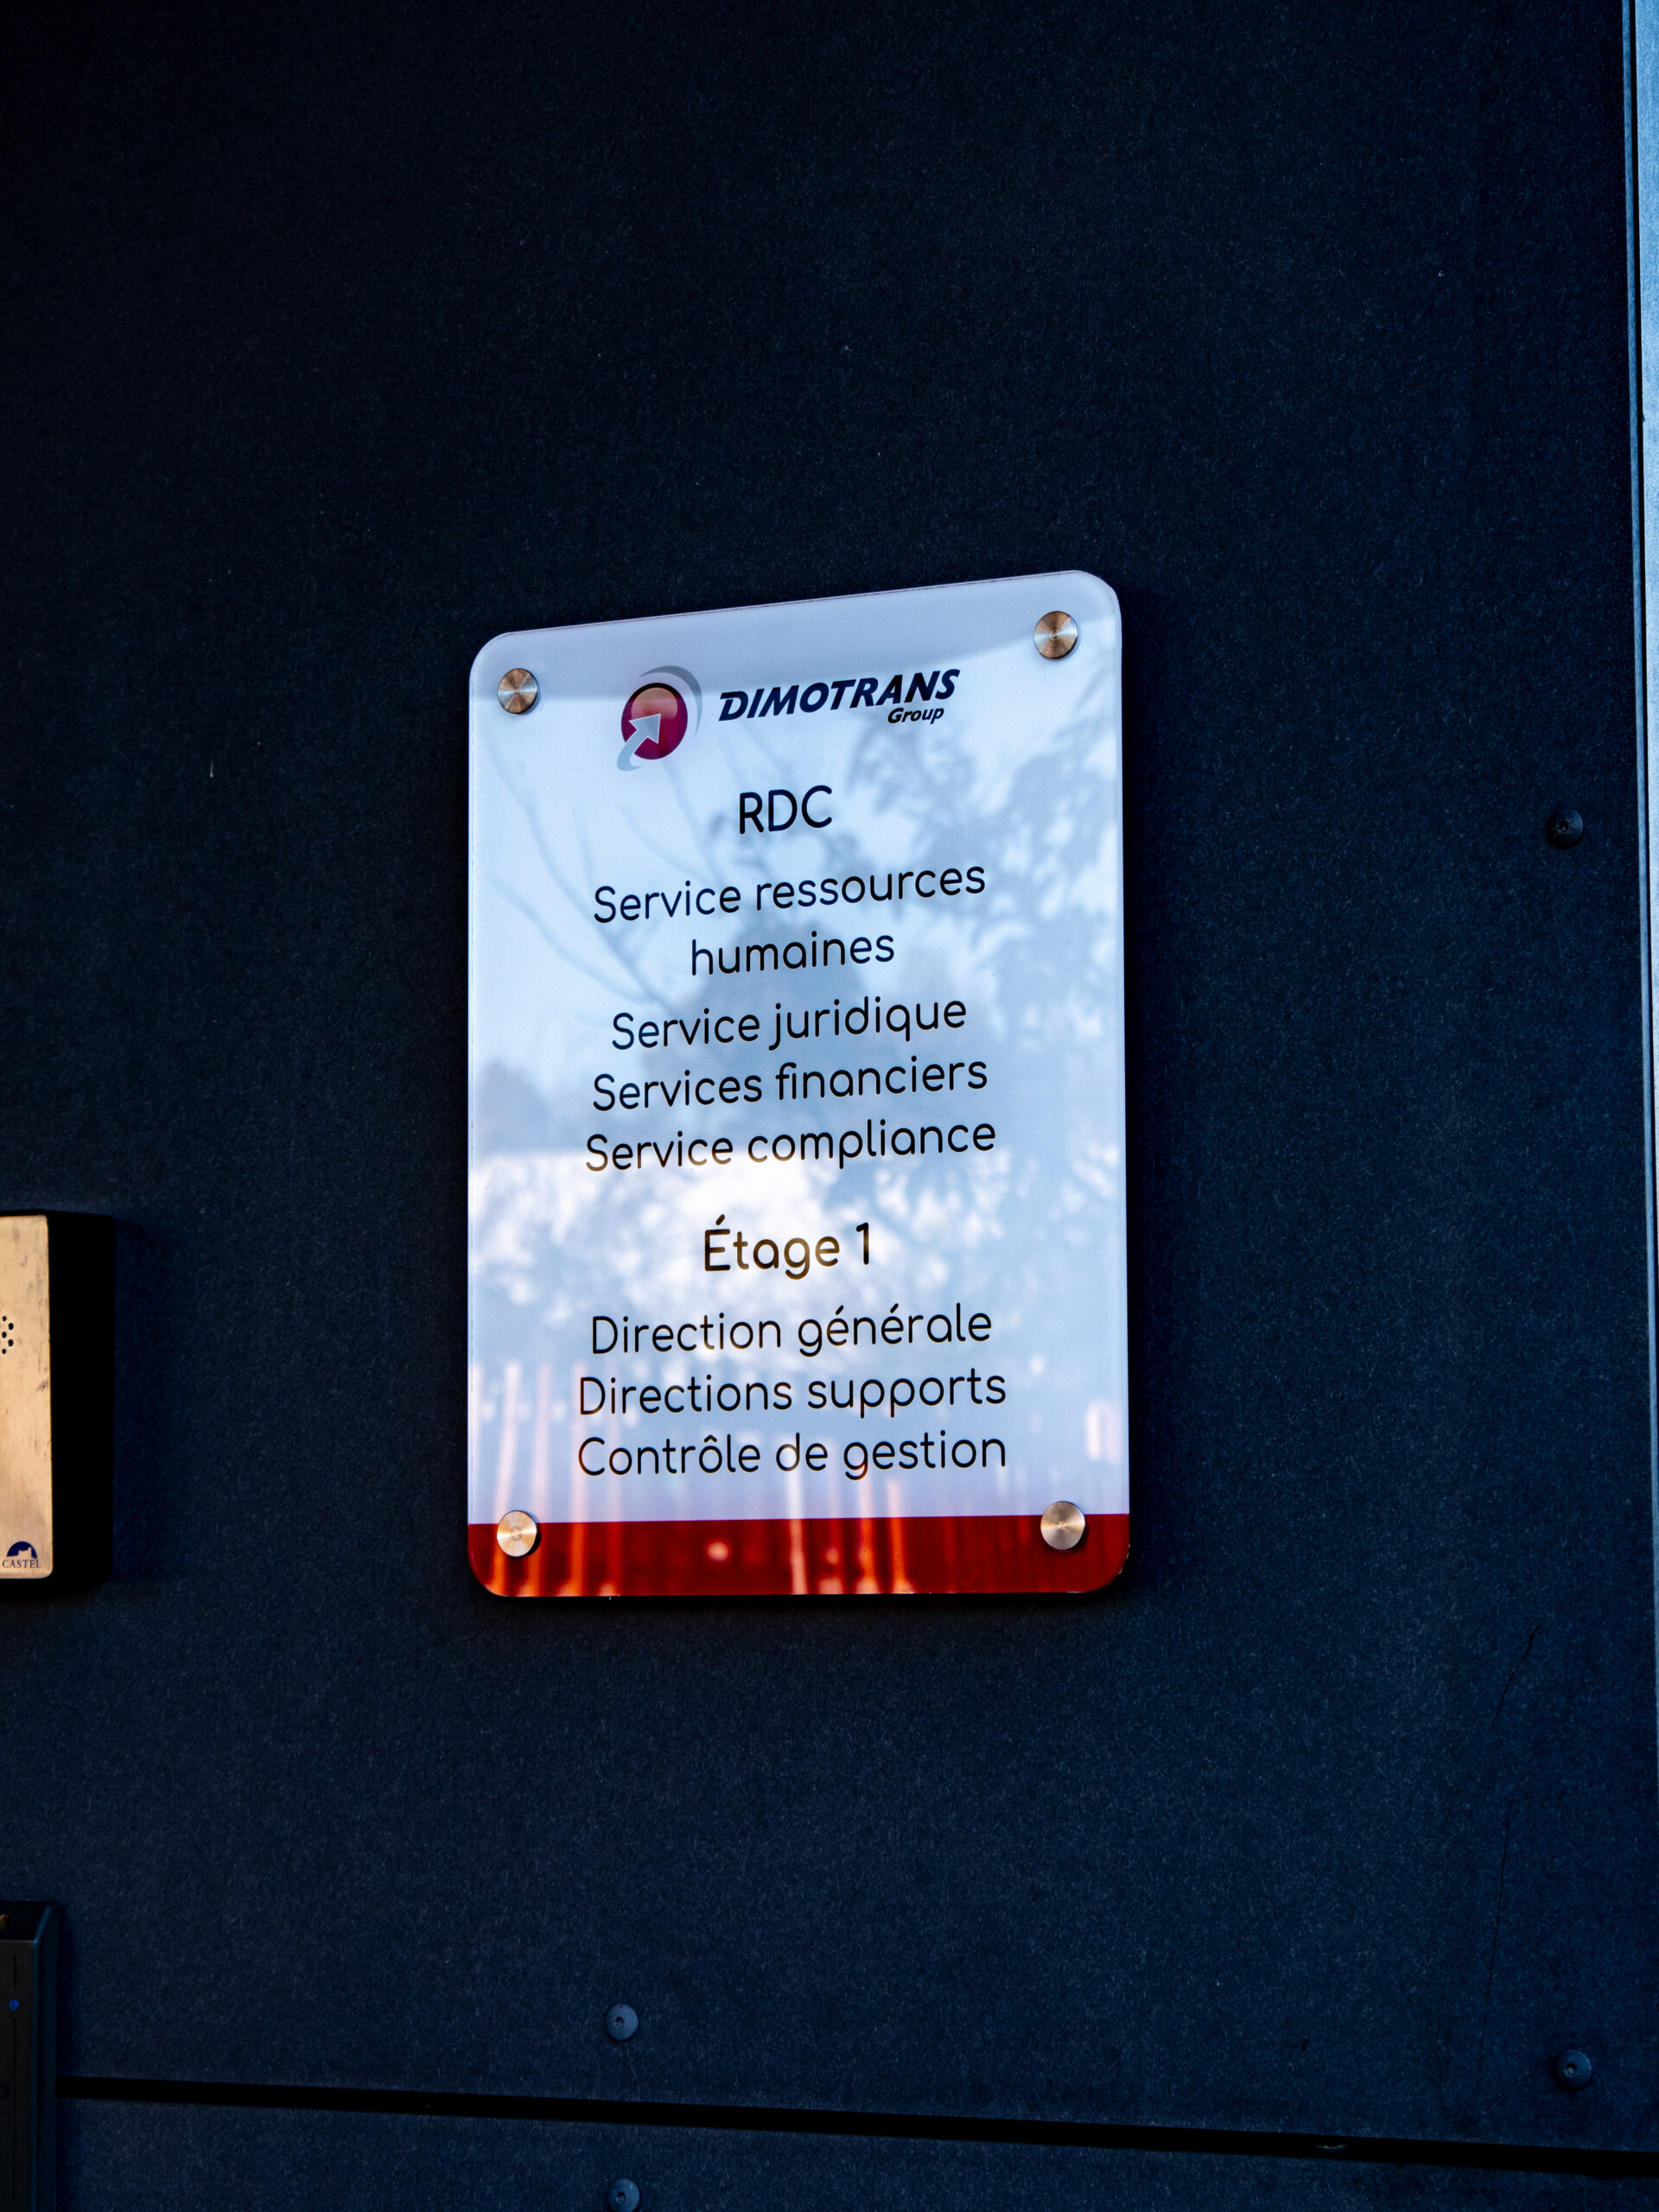 DIMOTRANS
Group
RDC
Service ressources
humaines
Service juridique
Services financiers
Service compliance
Étage 1
Direction générale
Directions supports
Contrôle de gestion
CASTEL